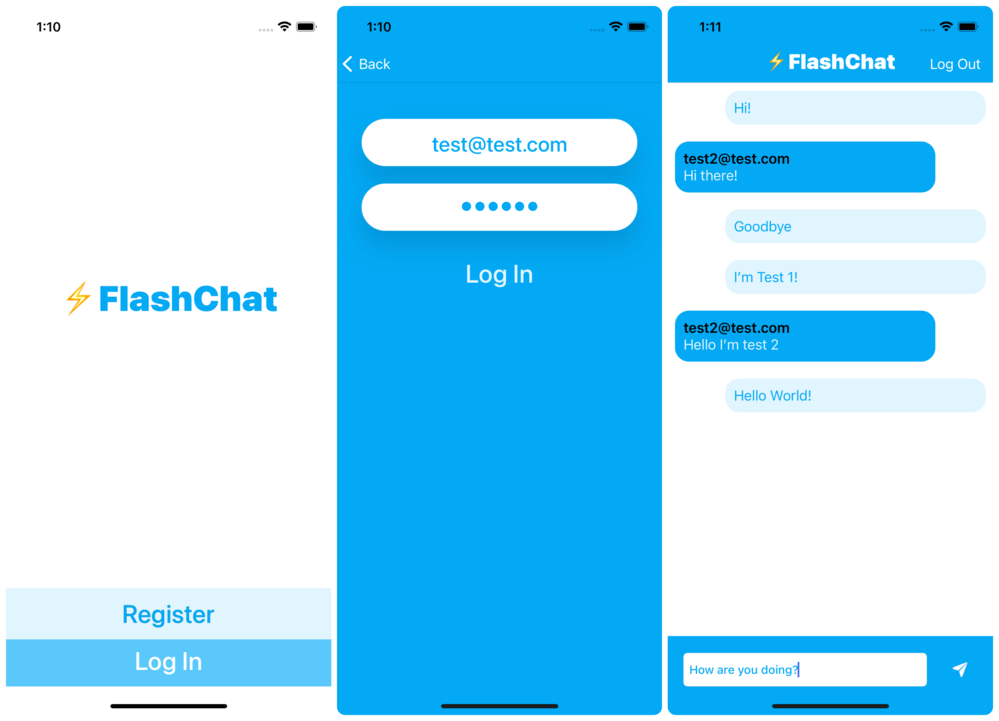 1:10
⚡FlashChat
Register
Log In
1:10
Back
test@test.com
Log In
1:11
⚡FlashChat
Log Out
Hi!
test2@test.com
Hi there!
Goodbye
I'm Test 1!
test2@test.com
Hello I'm test 2
Hello World!
How are you doing?